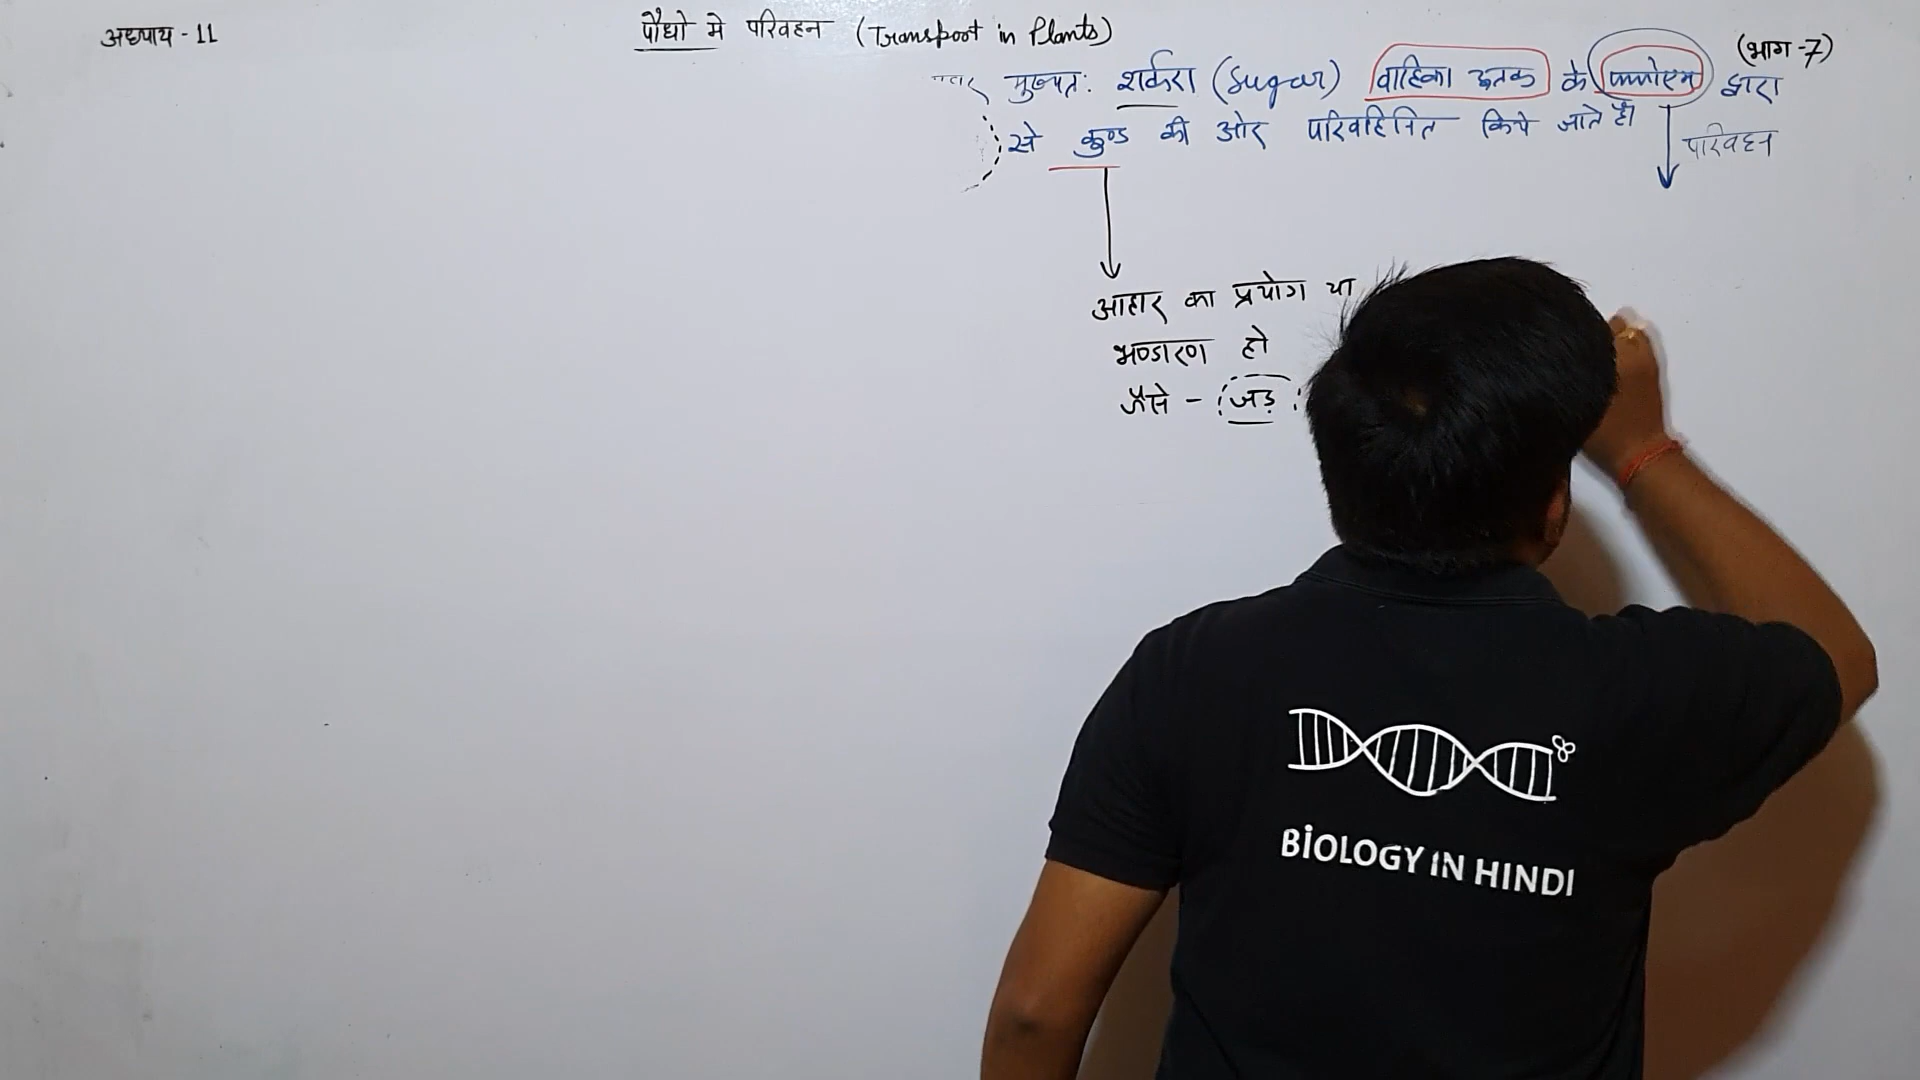 अध्याय - 11
पौधो मे परिवहन (Transport in Plants)
(भाग -7)
मुख्यत: शर्करा (Sugar) वाहिका ऊतक के फ्लोएम द्वारा
से कुण्ड की ओर परिवहनित किये जाते है।
परिवहन
आहार का प्रयोग या
भण्डारण हो
जैसे - जड़
BIOLOGY IN HINDI